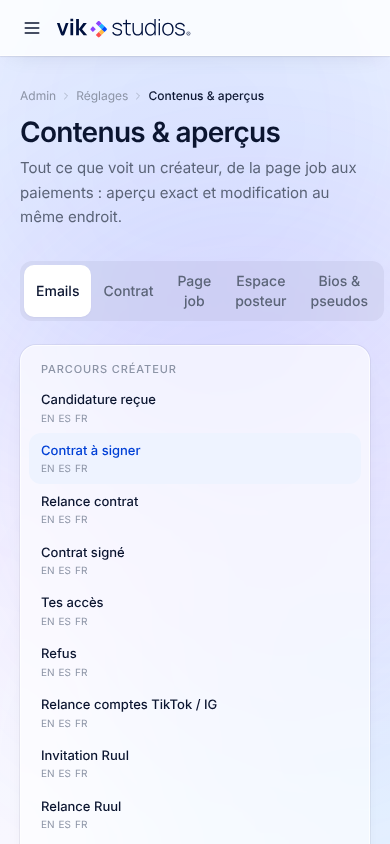 vik studios®
Admin > Réglages > Contenus & aperçus
Contenus & aperçus
Tout ce que voit un créateur, de la page job aux
paiements : aperçu exact et modification au
même endroit.
Emails
Contrat
Page
job
Espace
posteur
Bios &
pseudos
PARCOURS CRÉATEUR
Candidature reçue
EN ES FR
Contrat à signer
EN ES FR
Relance contrat
EN ES FR
Contrat signé
EN ES FR
Tes accès
EN ES FR
Refus
EN ES FR
Relance comptes TikTok / IG
EN ES FR
Invitation Ruul
EN ES FR
Relance Ruul
EN ES FR